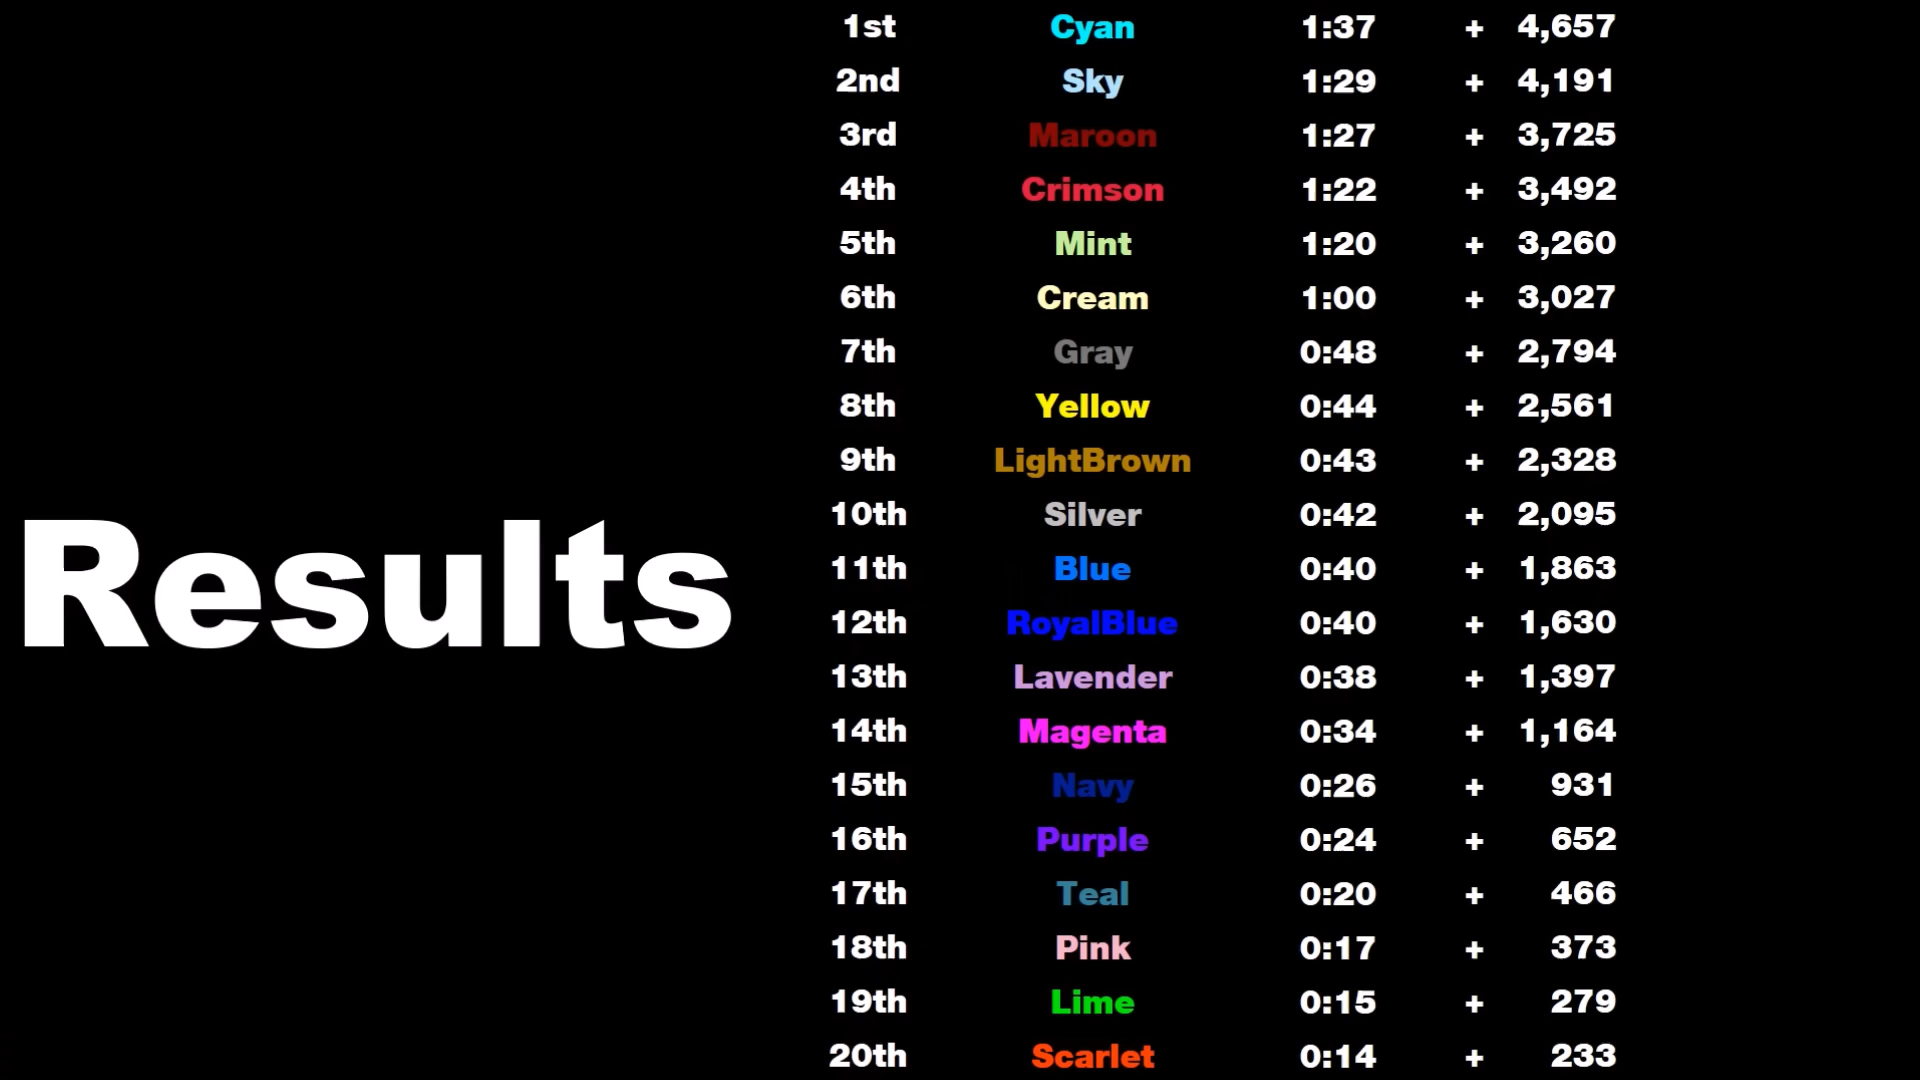 Results
1st Cyan 1:37 + 4,657
2nd Sky 1:29 + 4,191
3rd Maroon 1:27 + 3,725
4th Crimson 1:22 + 3,492
5th Mint 1:20 + 3,260
6th Cream 1:00 + 3,027
7th Gray 0:48 + 2,794
8th Yellow 0:44 + 2,561
9th LightBrown 0:43 + 2,328
10th Silver 0:42 + 2,095
11th Blue 0:40 + 1,863
12th RoyalBlue 0:40 + 1,630
13th Lavender 0:38 + 1,397
14th Magenta 0:34 + 1,164
15th Navy 0:26 + 931
16th Purple 0:24 + 652
17th Teal 0:20 + 466
18th Pink 0:17 + 373
19th Lime 0:15 + 279
20th Scarlet 0:14 + 233